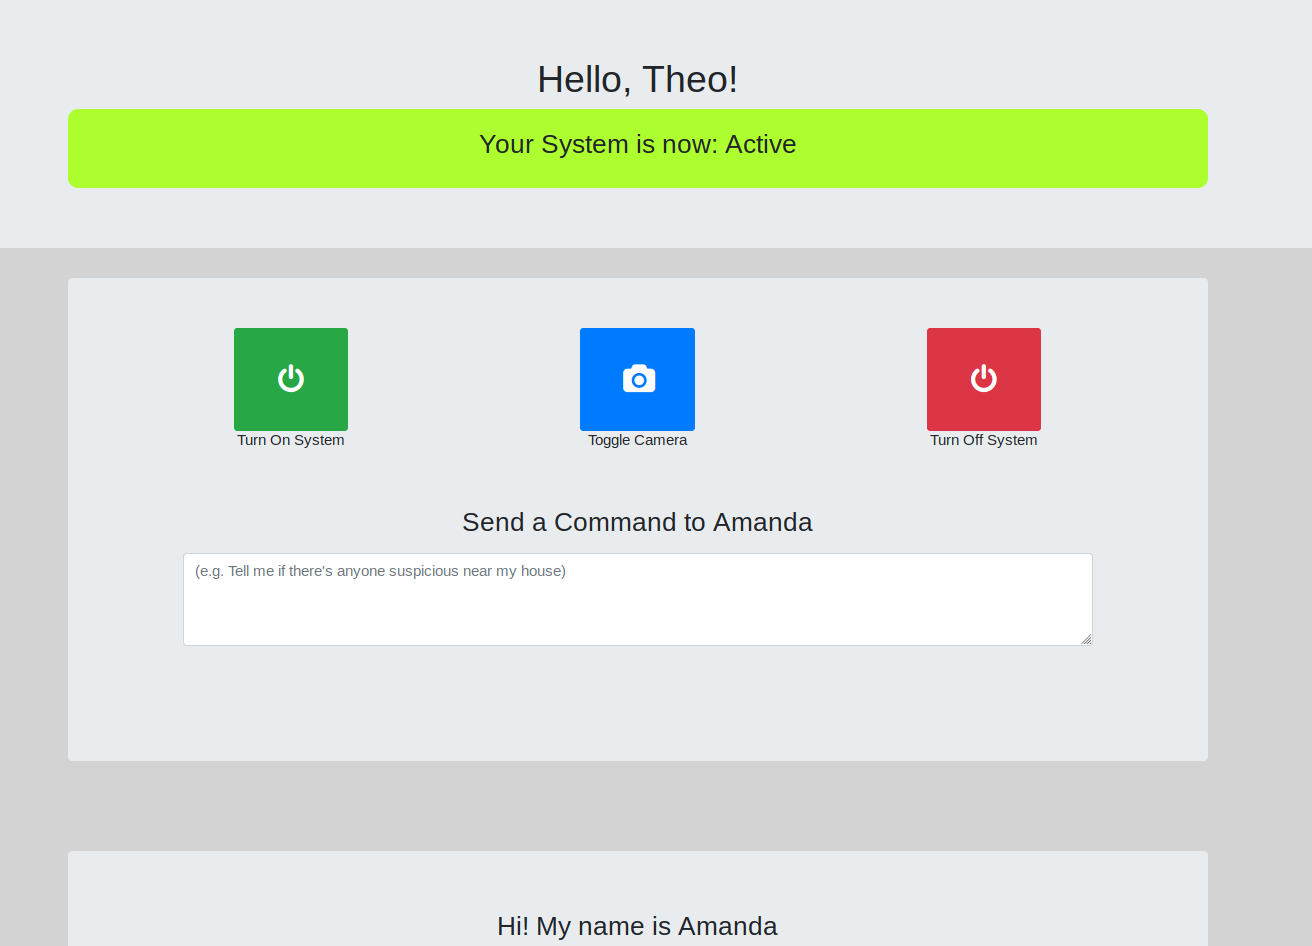 Hello, Theo!
Your System is now: Active
Turn On System
Toggle Camera
Turn Off System
Send a Command to Amanda
(e.g. Tell me if there's anyone suspicious near my house)
Hi! My name is Amanda